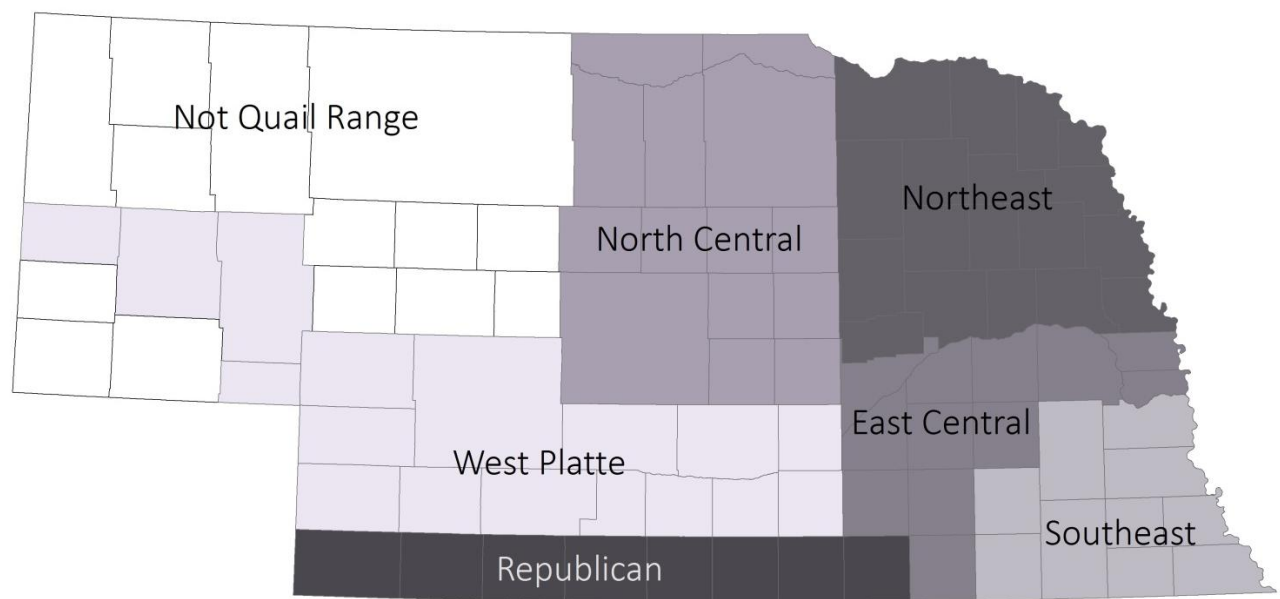 Not Quail Range
Northeast
North Central
East Central
West Platte
Southeast
Republican